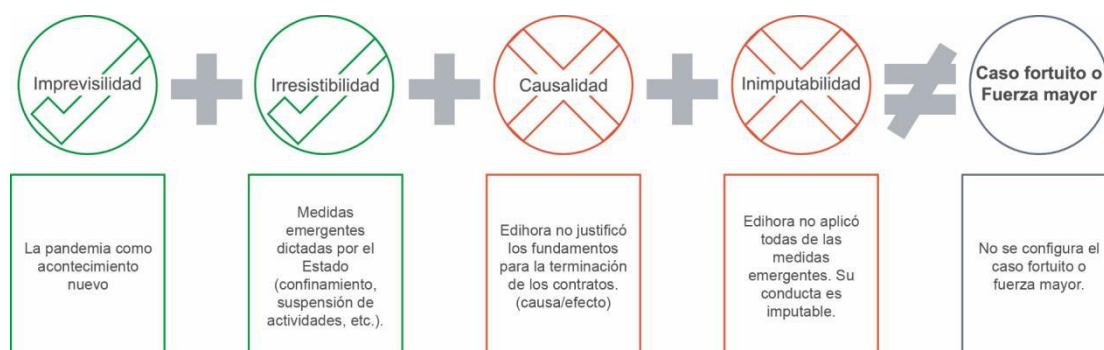 Imprevisilidad
Irresistibilidad
Causalidad
Inimputabilidad
Caso fortuito o
Fuerza mayor
La pandemia como
acontecimiento
nuevo
Medidas
emergentes
dictadas por el
Estado
(confinamiento,
suspensión de
actividades, etc.).
Edihora no justificó
los fundamentos
para la terminación
de los contratos.
(causa/efecto)
Edihora no aplicó
todas de las
medidas
emergentes. Su
conducta es
imputable.
No se configura el
caso fortuito o
fuerza mayor.